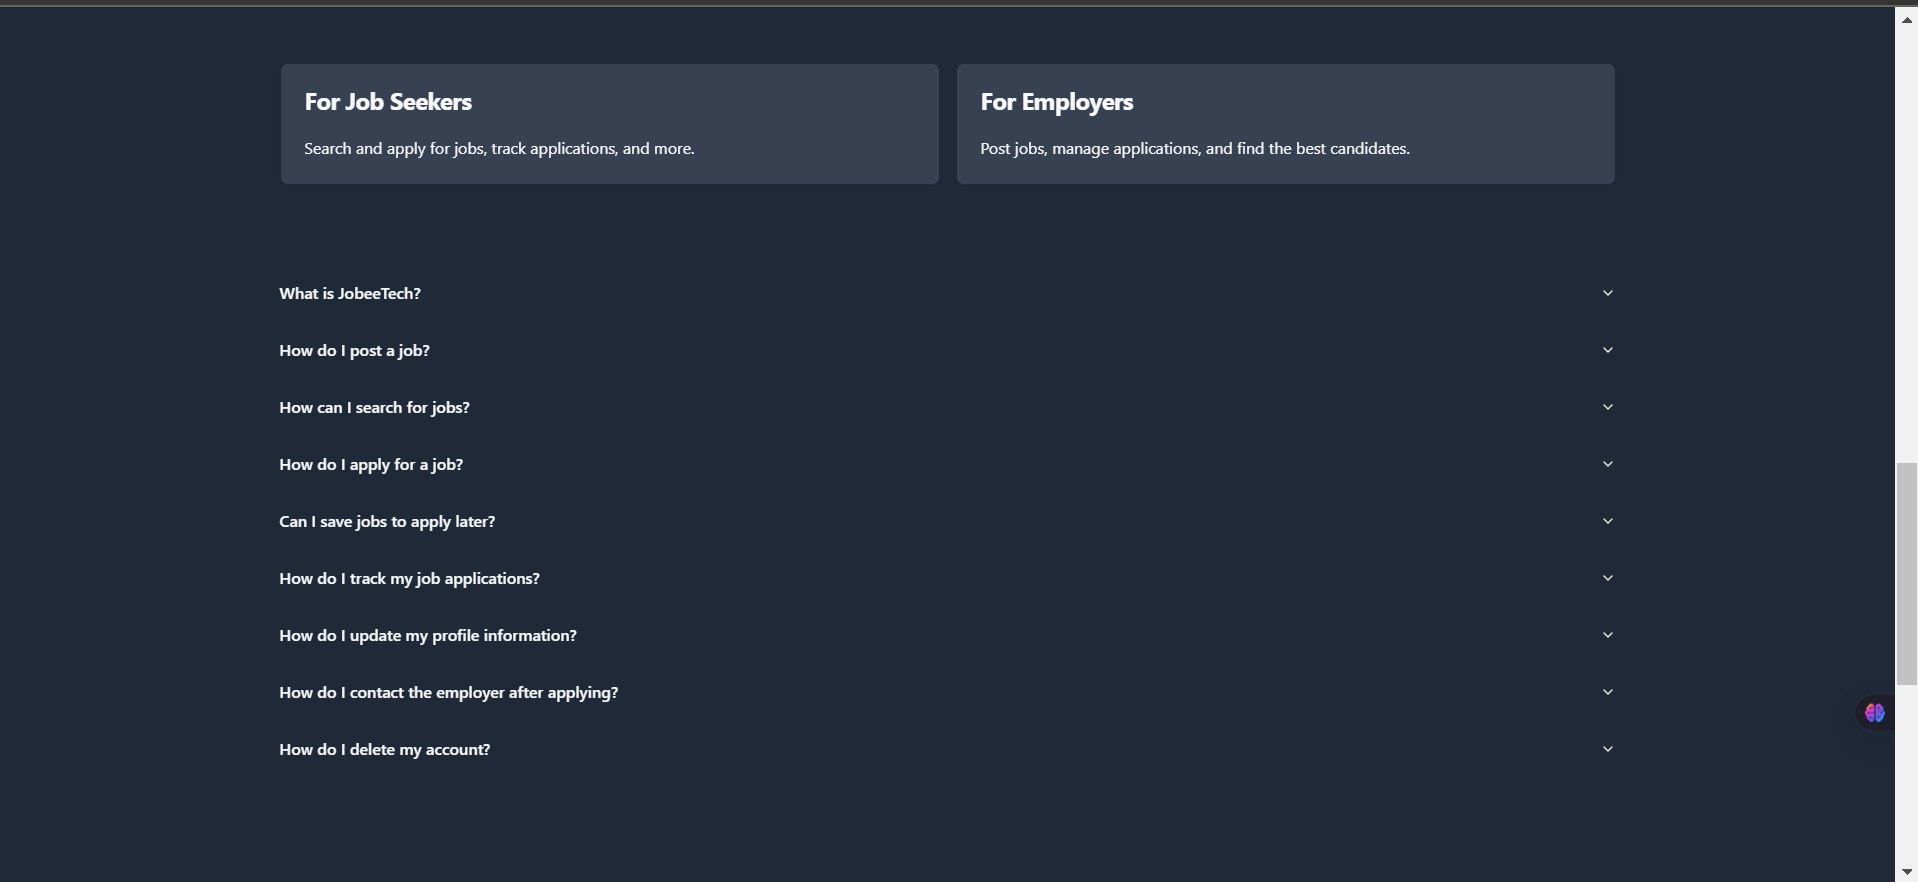 For Job Seekers
Search and apply for jobs, track applications, and more.
For Employers
Post jobs, manage applications, and find the best candidates.
What is JobeeTech?
How do I post a job?
How can I search for jobs?
How do I apply for a job?
Can I save jobs to apply later?
How do I track my job applications?
How do I update my profile information?
How do I contact the employer after applying?
How do I delete my account?